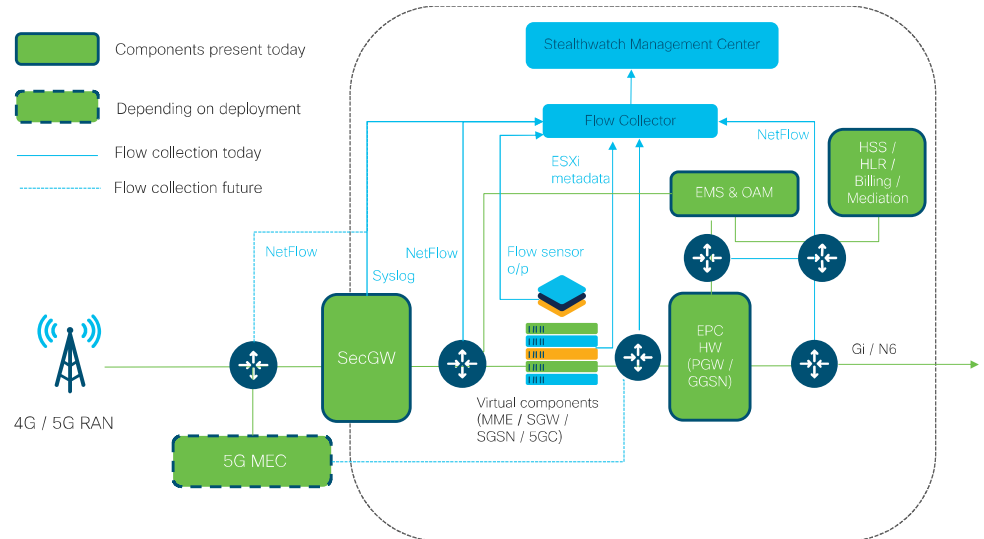 Components present today
Depending on deployment
Flow collection today
Flow collection future
Stealthwatch Management Center
Flow Collector
NetFlow
ESXi
metadata
HSS /
HLR /
Billing /
Mediation
EMS & OAM
NetFlow
Syslog
NetFlow
Flow sensor
o/p
SecGW
EPC
HW
(PGW /
GGSN)
Gi / N6
4G / 5G RAN
Virtual components
(MME / SGW /
SGSN / 5GC)
5G MEC